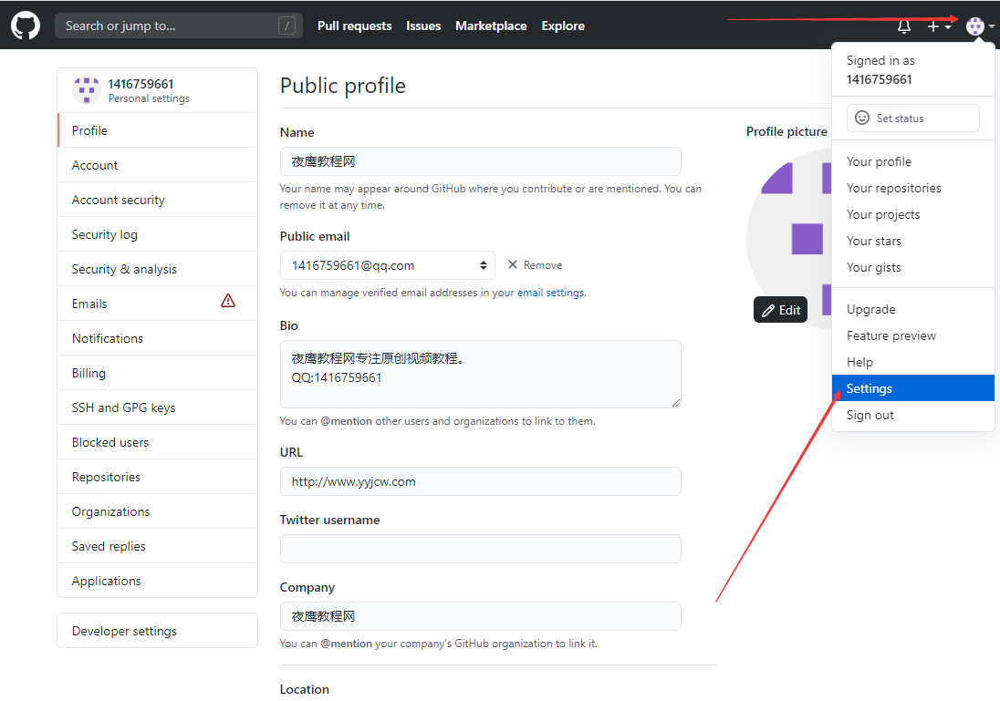 Search or jump to...
/
Pull requests
Issues
Marketplace
Explore
1416759661
Personal settings
Profile
Account
Account security
Security log
Security & analysis
Emails
Notifications
Billing
SSH and GPG keys
Blocked users
Repositories
Organizations
Saved replies
Applications
Developer settings
Public profile
Name
夜鹰教程网
Your name may appear around GitHub where you contribute or are mentioned. You can
remove it at any time.
Public email
1416759661@qq.com
Remove
You can manage verified email addresses in your email settings.
Bio
夜鹰教程网专注原创视频教程。
QQ:1416759661
You can @mention other users and organizations to link to them.
URL
http://www.yyjcw.com
Twitter username
Company
夜鹰教程网
You can @mention your company's GitHub organization to link it.
Location
Profile picture
Edit
Signed in as
1416759661
Set status
Your profile
Your repositories
Your projects
Your stars
Your gists
Upgrade
Feature preview
Help
Settings
Sign out